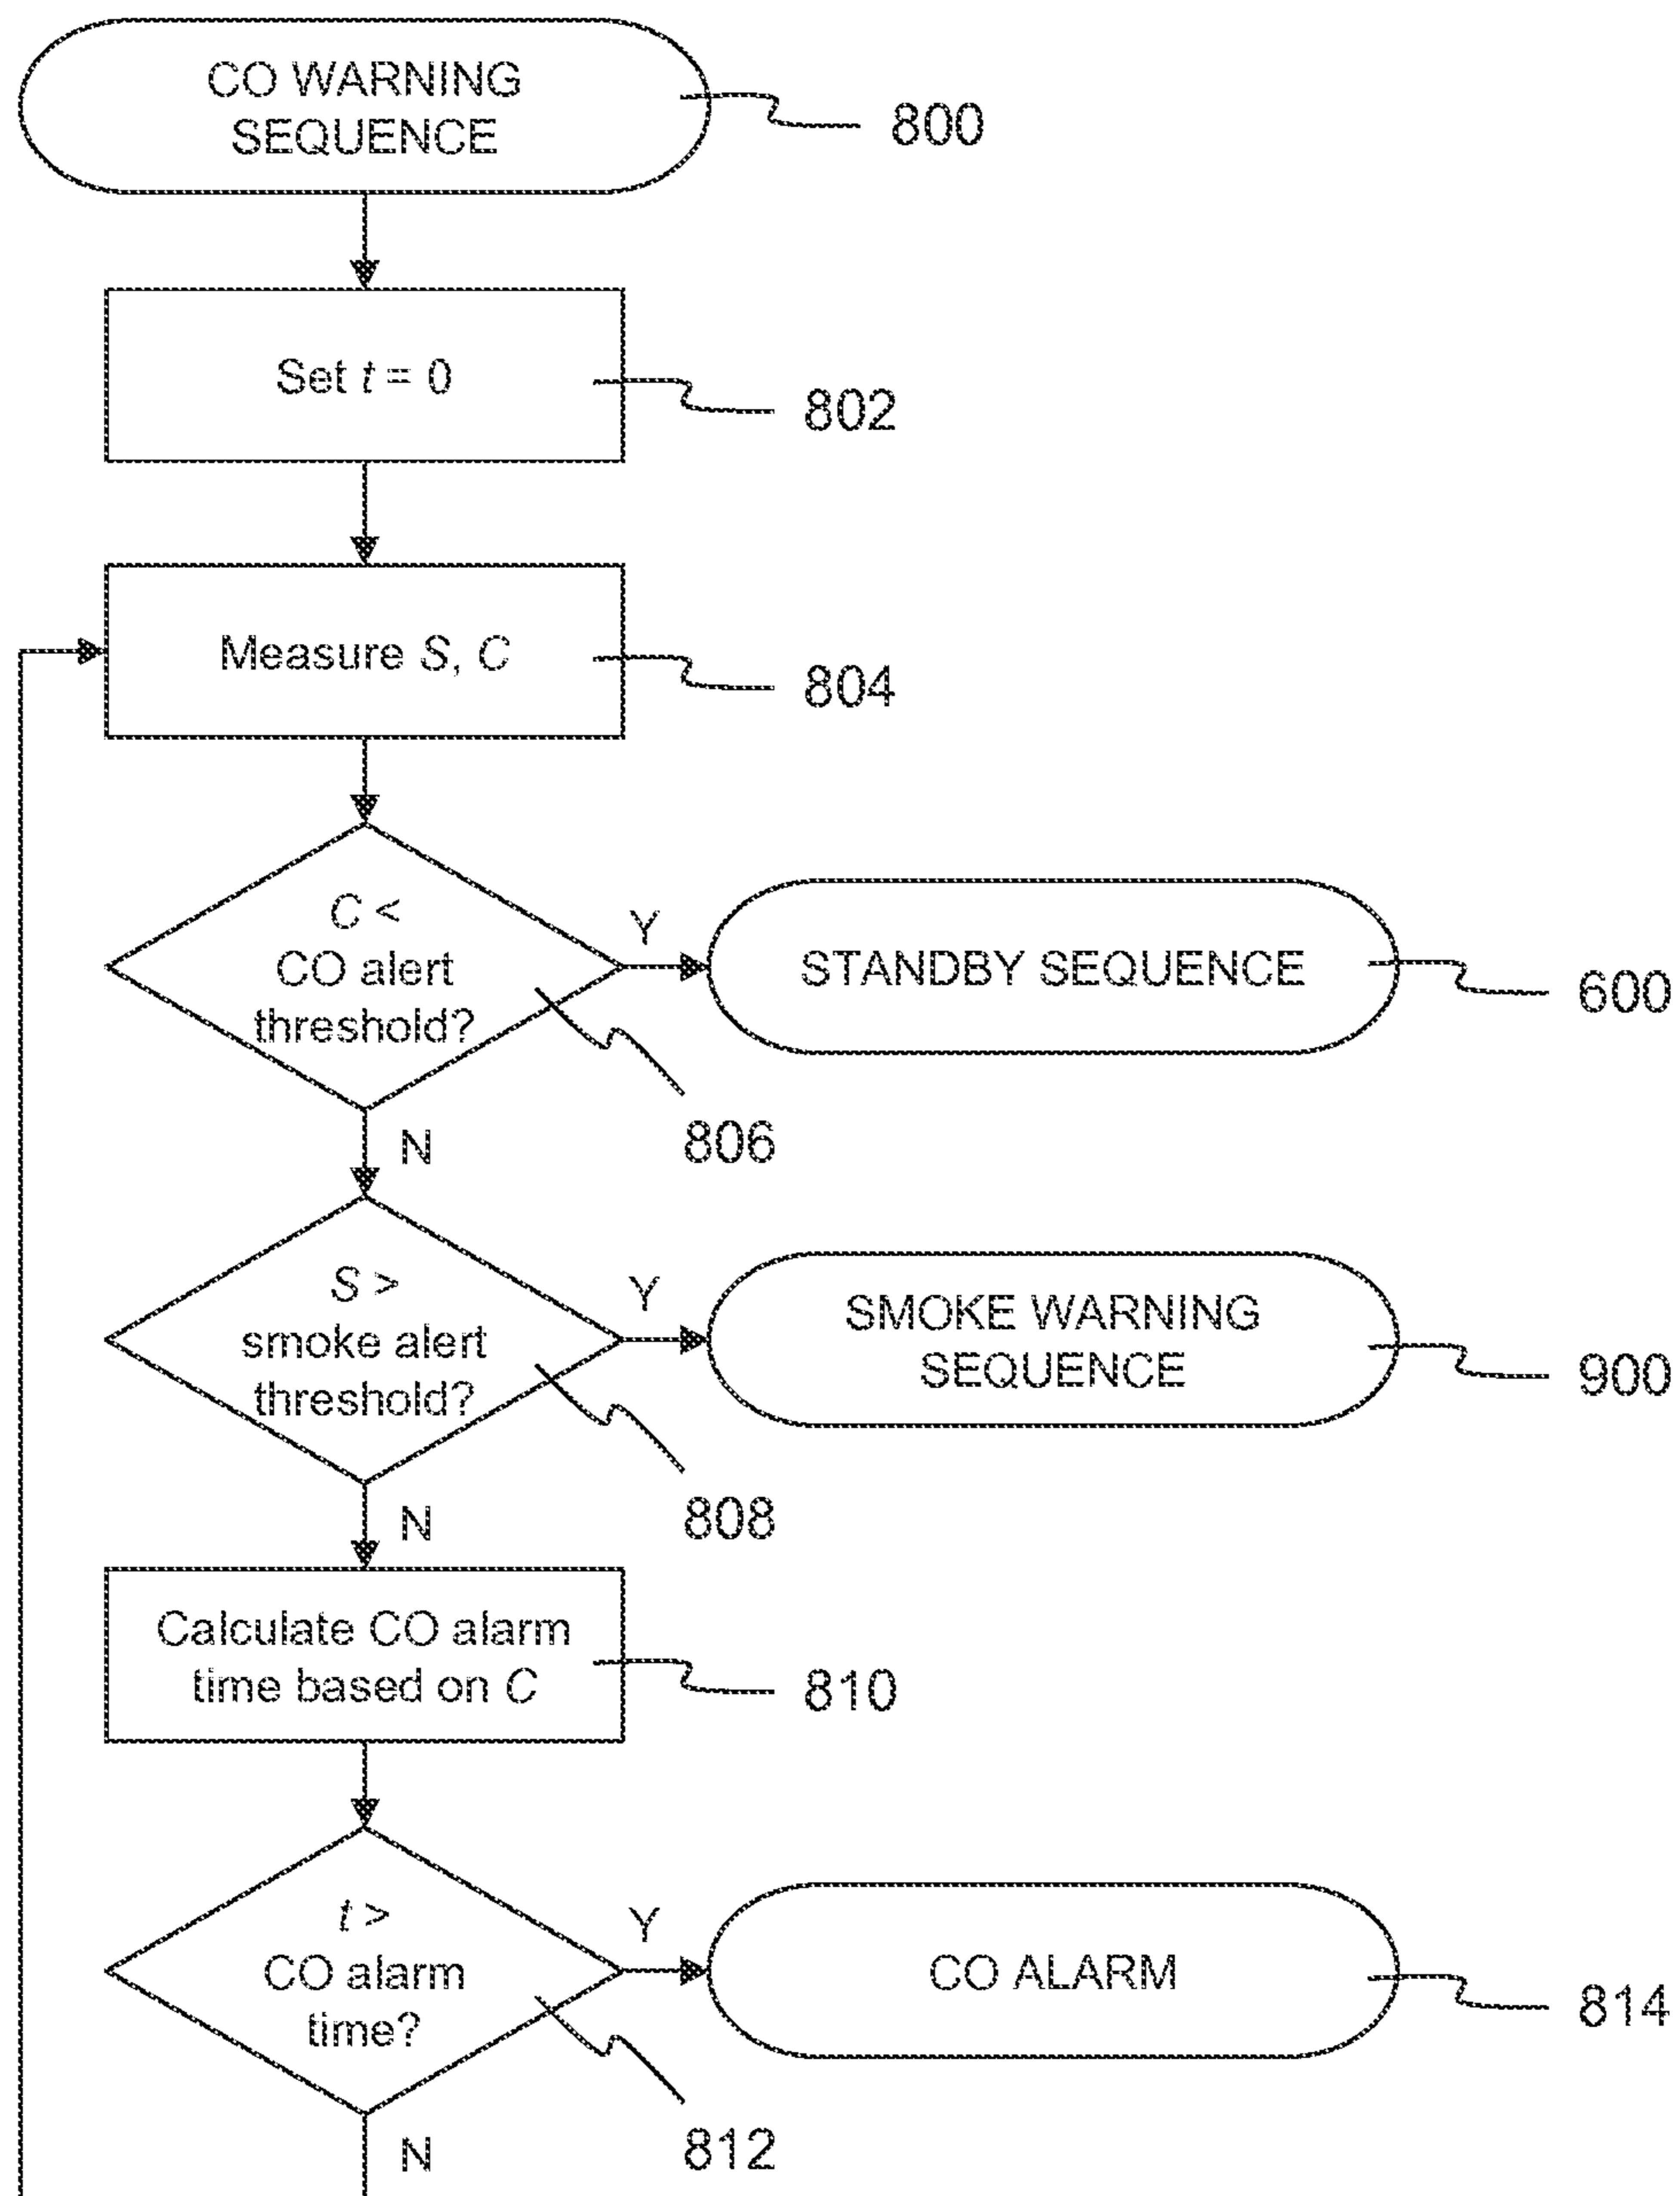 CO WARNING
SEQUENCE
800
Set t = 0
802
Measure S, C
804
C <
CO alert
threshold?
Y
STANDBY SEQUENCE
600
806
N
S >
smoke alert
threshold?
Y
SMOKE WARNING
SEQUENCE
900
808
N
Calculate CO alarm
time based on C
810
t >
CO alarm
time?
Y
CO ALARM
814
812
N